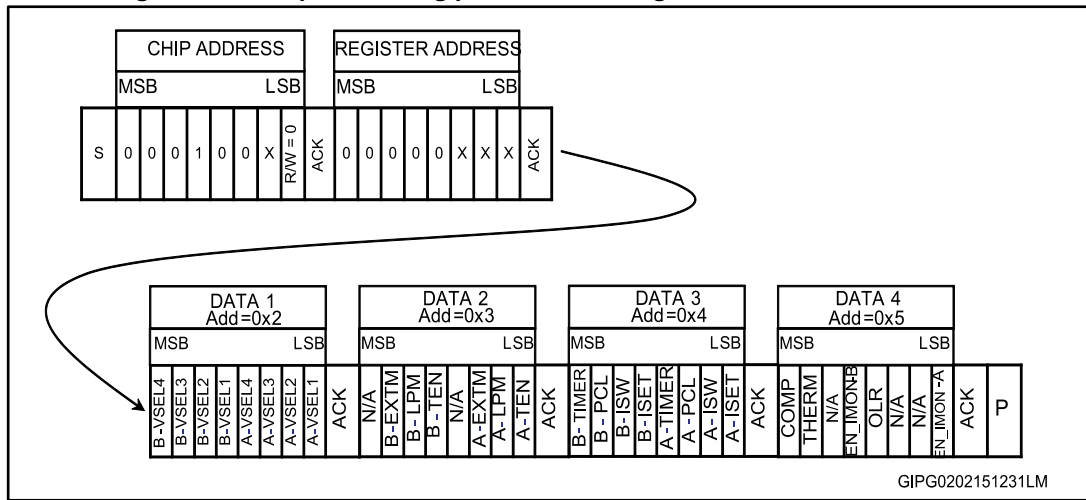 CHIP ADDRESS REGISTER ADDRESS
MSB LSB MSB LSB
S 0 0 0 1 0 0 X R/W = 0 ACK 0 0 0 0 0 X X X ACK
DATA 1 DATA 2 DATA 3 DATA 4
Add=0x2 Add=0x3 Add=0x4 Add=0x5
MSB LSB MSB LSB MSB LSB MSB LSB
B-VSEL4 B-VSEL3 B-VSEL2 B-VSEL1 A-VSEL4 A-VSEL3 A-VSEL2 A-VSEL1 ACK N/A B-EXTM B-LPM B-TEN N/A A-EXTM A-LPM A-TEN ACK B-TIMER B-PCL B-ISW B-ISET A-TIMER A-PCL A-ISW A-ISET ACK COMP THERM N/A EN_IMON-B OLR N/A N/A EN_IMON-A ACK P
GIPG0202151231LM